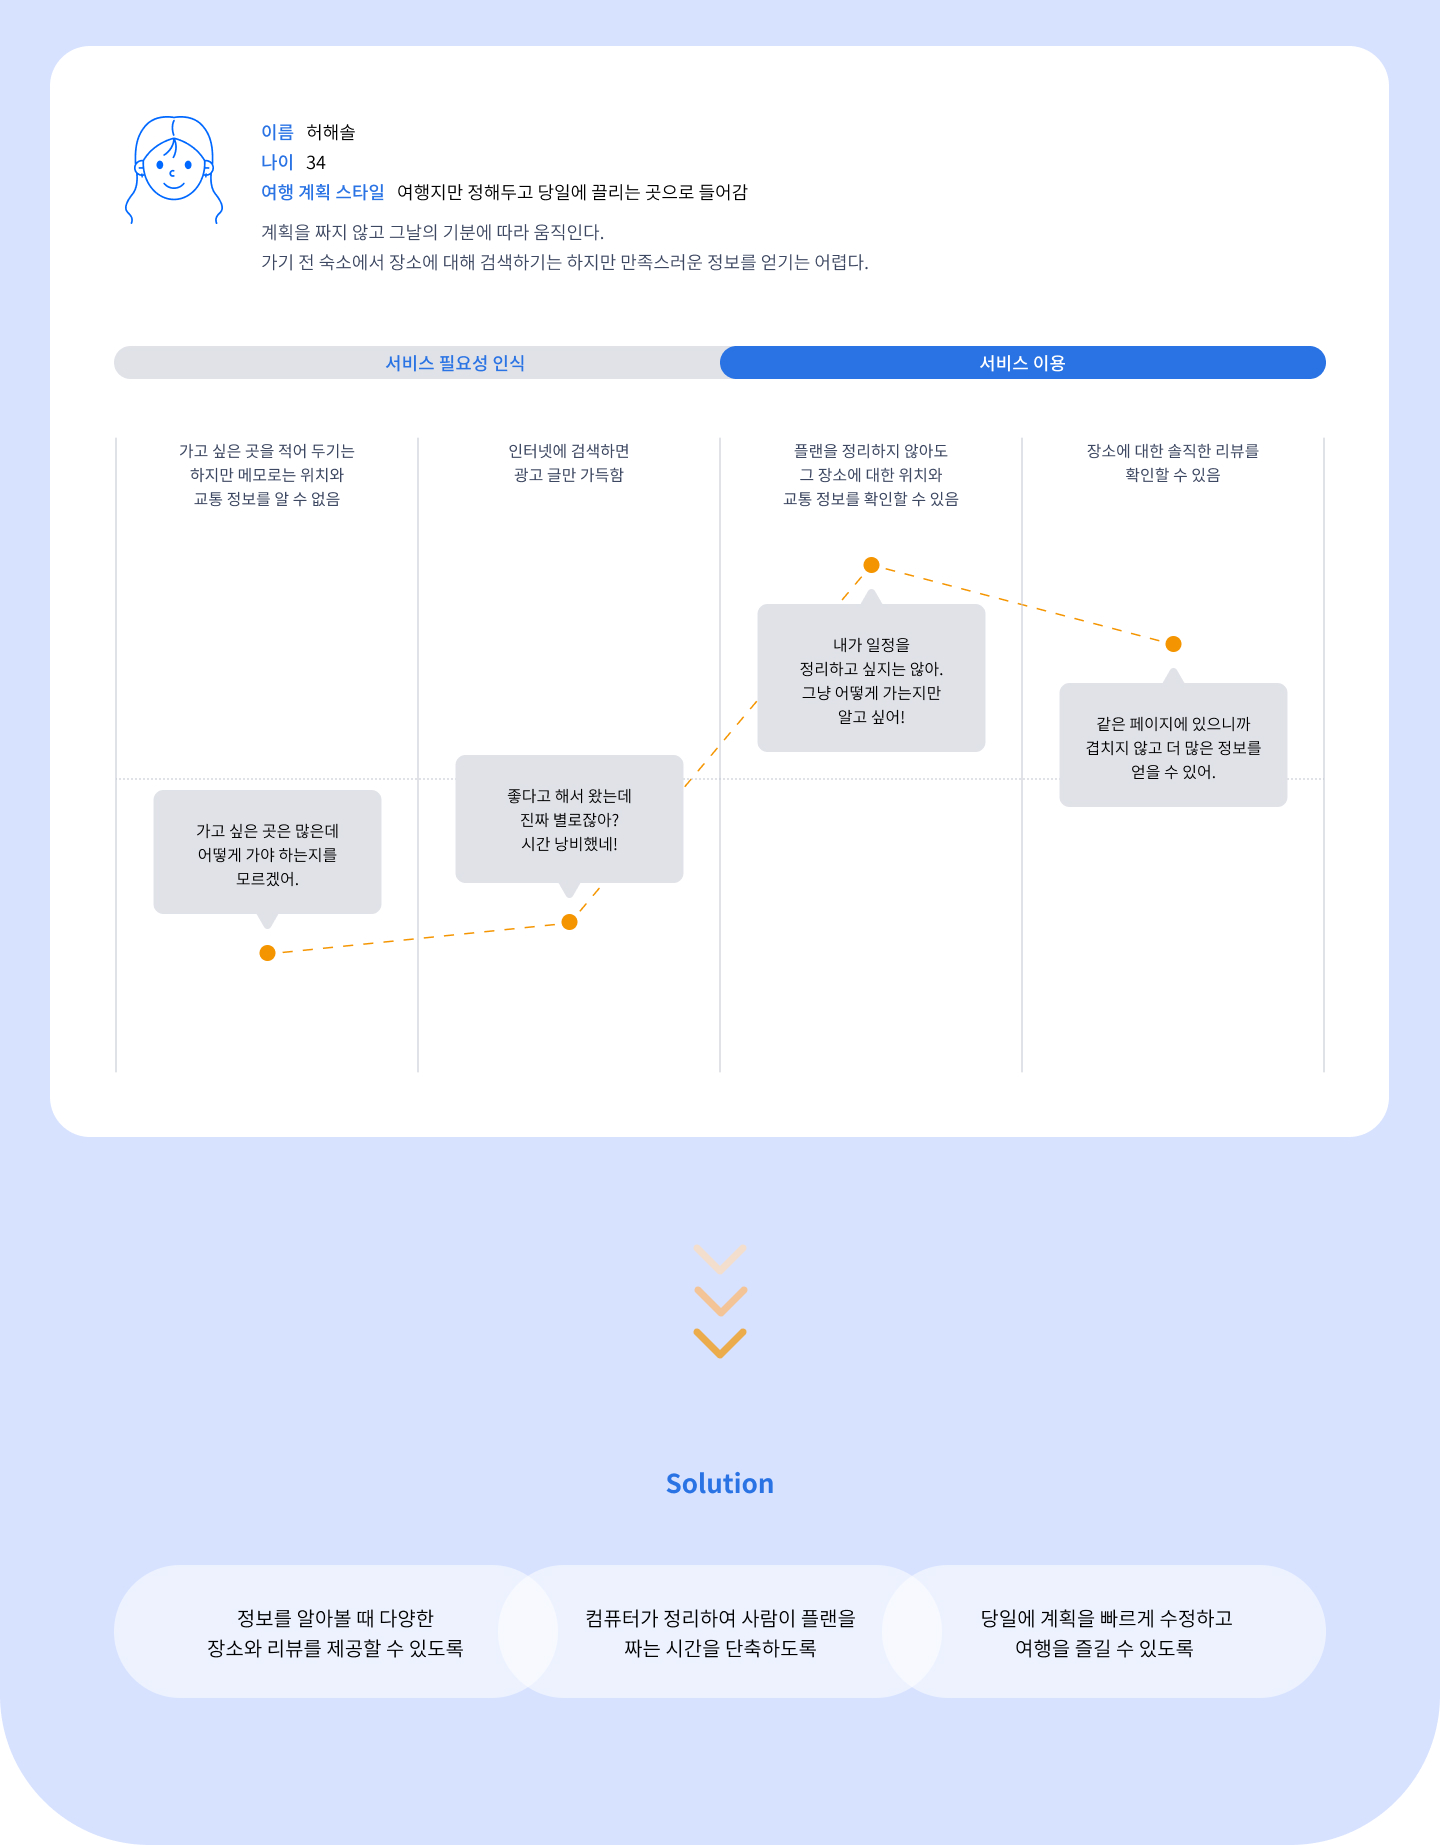 이름 허해솔
나이 34
여행 계획 스타일 여행지만 정해두고 당일에 끌리는 곳으로 들어감
계획을 짜지 않고 그날의 기분에 따라 움직인다.
가기 전 숙소에서 장소에 대해 검색하기는 하지만 만족스러운 정보를 얻기는 어렵다.
서비스 필요성 인식
서비스 이용
가고 싶은 곳을 적어 두기는
하지만 메모로는 위치와
교통 정보를 알 수 없음
인터넷에 검색하면
광고 글만 가득함
플랜을 정리하지 않아도
그 장소에 대한 위치와
교통 정보를 확인할 수 있음
장소에 대한 솔직한 리뷰를
확인할 수 있음
가고 싶은 곳은 많은데
어떻게 가야 하는지를
모르겠어.
좋다고 해서 왔는데
진짜 별로잖아?
시간 낭비했네!
내가 일정을
정리하고 싶지는 않아.
그냥 어떻게 가는지만
알고 싶어!
같은 페이지에 있으니까
겹치지 않고 더 많은 정보를
얻을 수 있어.
Solution
정보를 알아볼 때 다양한
장소와 리뷰를 제공할 수 있도록
컴퓨터가 정리하여 사람이 플랜을
짜는 시간을 단축하도록
당일에 계획을 빠르게 수정하고
여행을 즐길 수 있도록